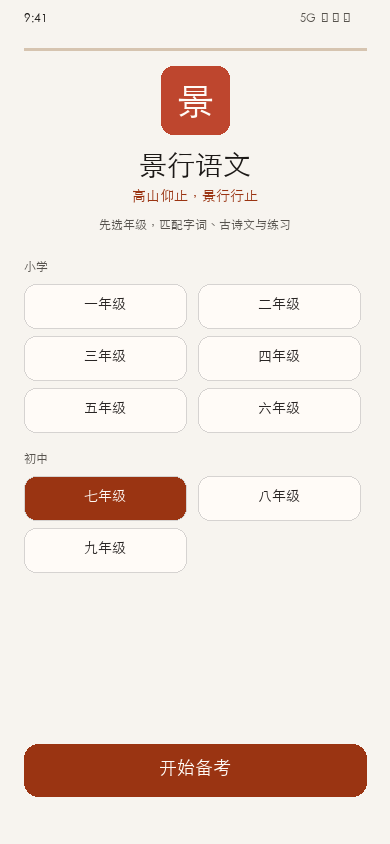 9:41 5G
景
景行语文
高山仰止，景行行止
先选年级，匹配字词、古诗文与练习
小学
一年级 二年级
三年级 四年级
五年级 六年级
初中
七年级 八年级
九年级
开始备考